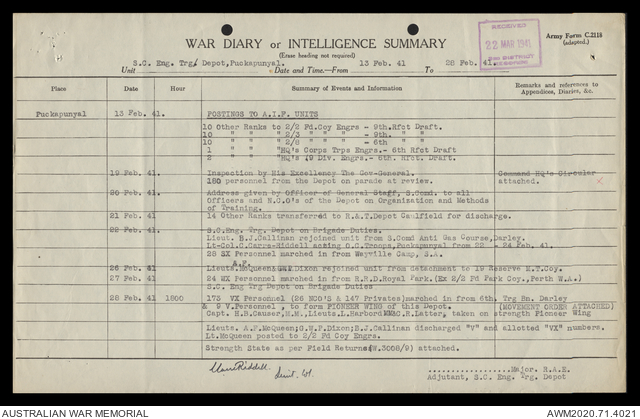 Army Form C.2118
(adapted.)
RECEIVED
22 MAR 1941
WAR DIARY or INTELLIGENCE SUMMARY
(Erase heading not required)
S.C. Eng. Trg. Depot, Puckapunyal. 13 Feb. 41 22 Feb. 41.
Unit Date and Time.—From To
Place Date Hour Summary of Events and Information Remarks and references to Appendices, Diaries, &c.
Puckapunyal 13 Feb. 41. POSTINGS TO A.I.F. UNITS
10 Other Ranks to 2/2 Fd.Coy Engrs - 9th.Rfct Draft.
10 " " " 2/3 " " " - 9th. " "
10 " " " 2/8 " " " - 6th " "
1 " " "HQ's Corps Trps Engrs.- 6th Rfct Draft
2 " " "HQ's (9 Div. Engrs.- 6th. Rfct Draft.
19 Feb. 41 Inspection by His Excellency The Gov-General. Command HQ's Circular
180 personnel from the Depot on parade at review. attached.
20 Feb. 41. Address given by Officer of General Staff, S.Comd. to all
Officers and N.C.O's of the Depot on Organization and Methods
of Training.
21 Feb. 41 14 Other Ranks transferred to R.& T.Depot Caulfield for discharge.
22 Feb. 41. S.C.Eng. Trg. Depot on Brigade Duties.
Lieut. B.J.Callinan rejoined unit from S.Comd Anti Gas Course, Darley.
Lt-Col.C.Carre-Riddell acting O.C.Troops, Puckapunyal from 22 - 24 Feb. 41.
28 SX Personnel marched in from Wayville Camp, S.A.
26 Feb. 41 Lieuts.McQueen & G.W.F.Dixon rejoined unit from detachment to 19 Reserve M.T.Coy.
27 Feb. 41 24 WX Personnel marched in from R.R.D.Royal Park. (Ex 2/2 Fd Park Coy., Perth W.A.)
S.C. Eng Trg Depot on Brigade Duties
28 Feb. 41 1800 173 VX Personnel (26 NCO'S & 147 Privates) marched in from 6th. Trg Bn. Darley
& 9 V.Personnel, to form PIONEER WING of this Depot. (MOVEMENT ORDER ATTACHED)
Capt. H.B.Causer,M.M., Lieuts.L.Harbord & R.C.R.Latter, taken on strength Pioneer Wing
Lieuts. A.F.McQueen; G.W.F.Dixon; B.J.Callinan discharged "V" and allotted "VX" numbers.
Lt.McQueen posted to 2/2 Fd Coy Engrs.
Strength State as per Field Returns (W.3008/9) attached.
Lieut. Col.
Major. R.A.E.
Adjutant, S.C. Eng. Trg. Depot
AUSTRALIAN WAR MEMORIAL
AWM2020.71.4021